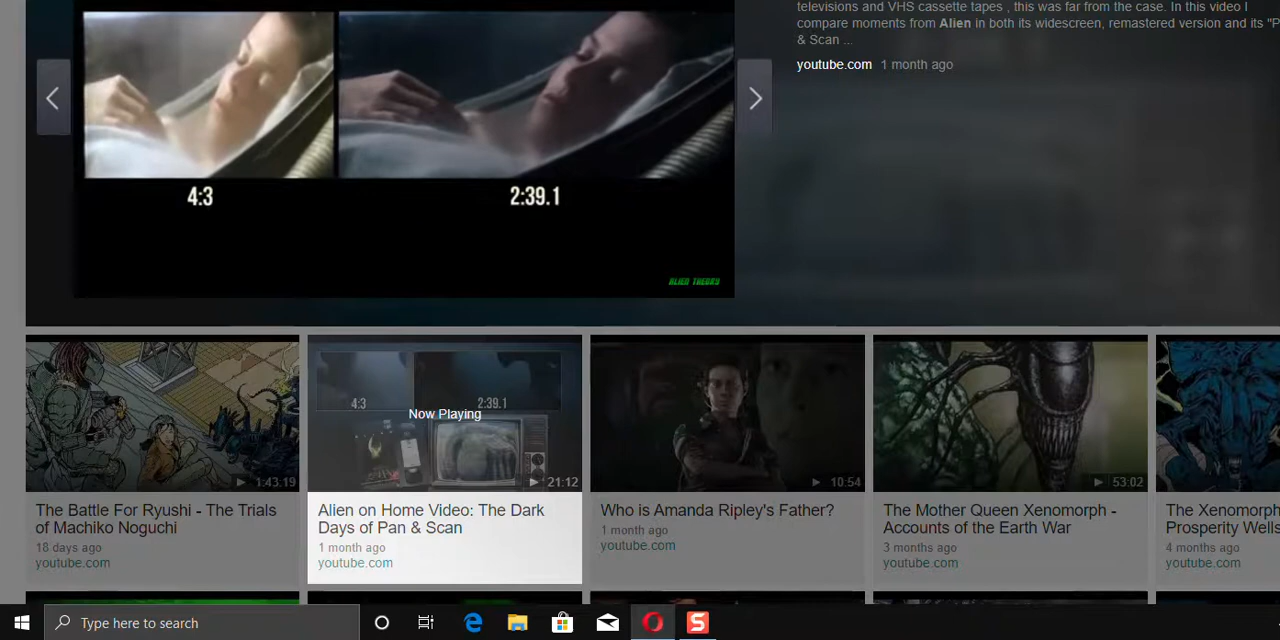 televisions and VHS cassette tapes , this was far from the case. In this video I
compare moments from Alien in both its widescreen, remastered version and its "P
& Scan ...
youtube.com 1 month ago
4:3
2:39.1
ALIEN THEORY
4:3
2:39.1
Now Playing
1:43:19
21:12
10:54
53:02
The Battle For Ryushi - The Trials
of Machiko Noguchi
18 days ago
youtube.com
Alien on Home Video: The Dark
Days of Pan & Scan
1 month ago
youtube.com
Who is Amanda Ripley's Father?
1 month ago
youtube.com
The Mother Queen Xenomorph -
Accounts of the Earth War
3 months ago
youtube.com
The Xenomorph
Prosperity Wells
4 months ago
youtube.com
Type here to search